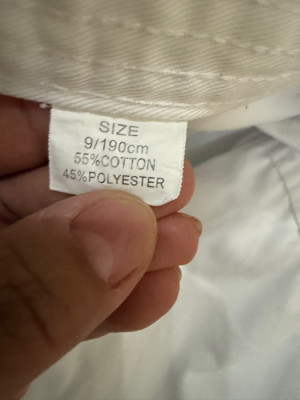 SIZE
9/190cm
55%COTTON
45%POLYESTER